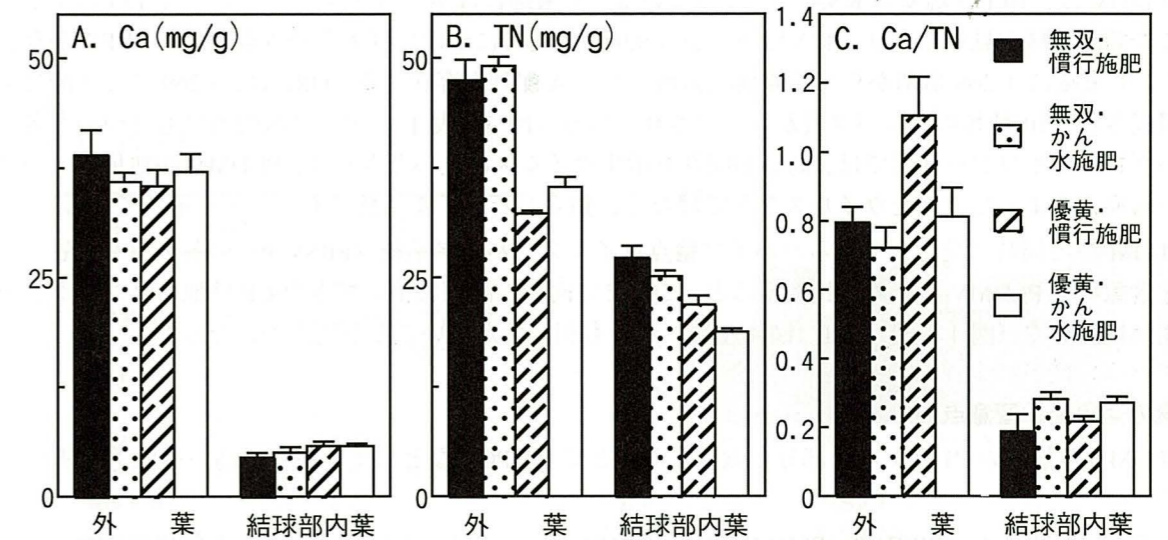 A. Ca(mg/g)
50
25
0
外 葉
結球部内葉
B. TN(mg/g)
50
25
0
外 葉
結球部内葉
C. Ca/TN
1.4
1.2
1.0
0.8
0.6
0.4
0.2
0
外 葉
結球部内葉
無双・
慣行施肥
無双・
かん
水施肥
優黄・
慣行施肥
優黄・
かん
水施肥